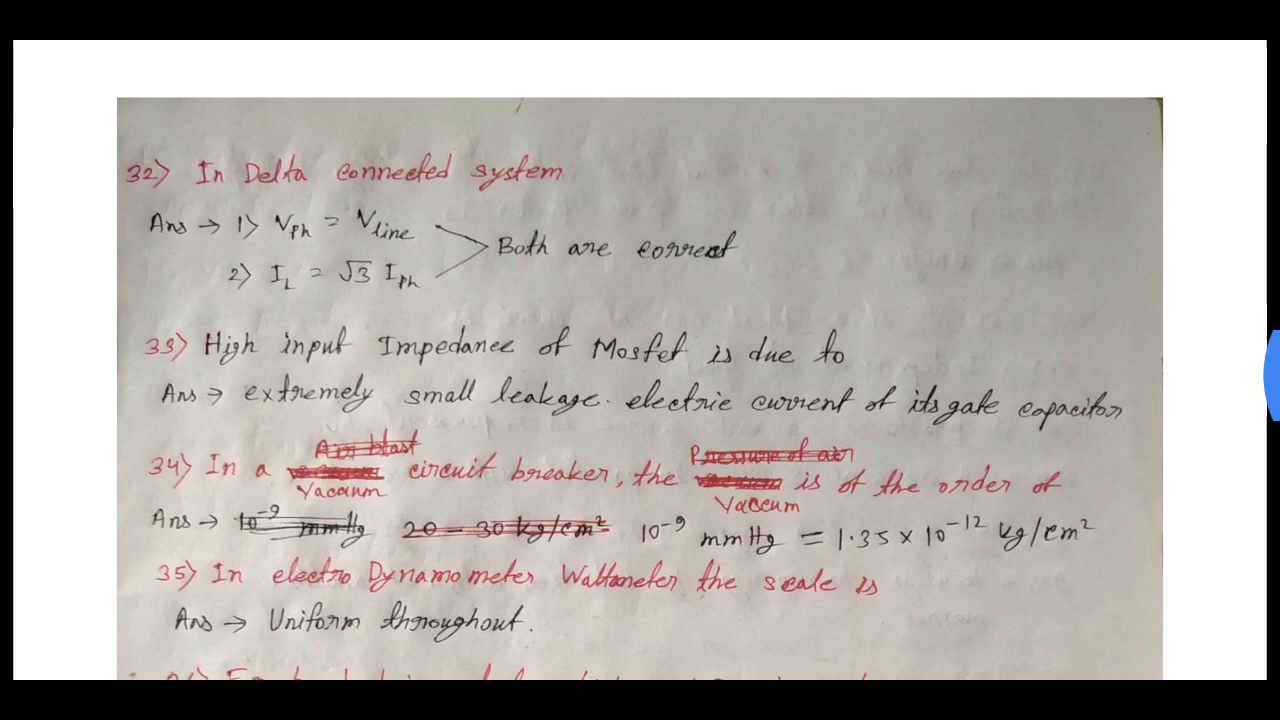 32) In Delta connected system
Ans → 1) Vph = Vline
2) IL = √3 Iph
Both are correct
33) High input Impedance of Mosfet is due to
Ans → extremely small leakage. electric current of its gate capacitor
Air blast Pressure of air
34) In a circuit breaker, the is of the order of
Vacuum Vaccum
Ans → 10⁻⁹ mmHg 20 - 30 kg/cm² 10⁻⁹ mmHg = 1.35 × 10⁻¹² kg/cm²
35) In electro Dynamometer Wattmeter the scale is
Ans → Uniform throughout.